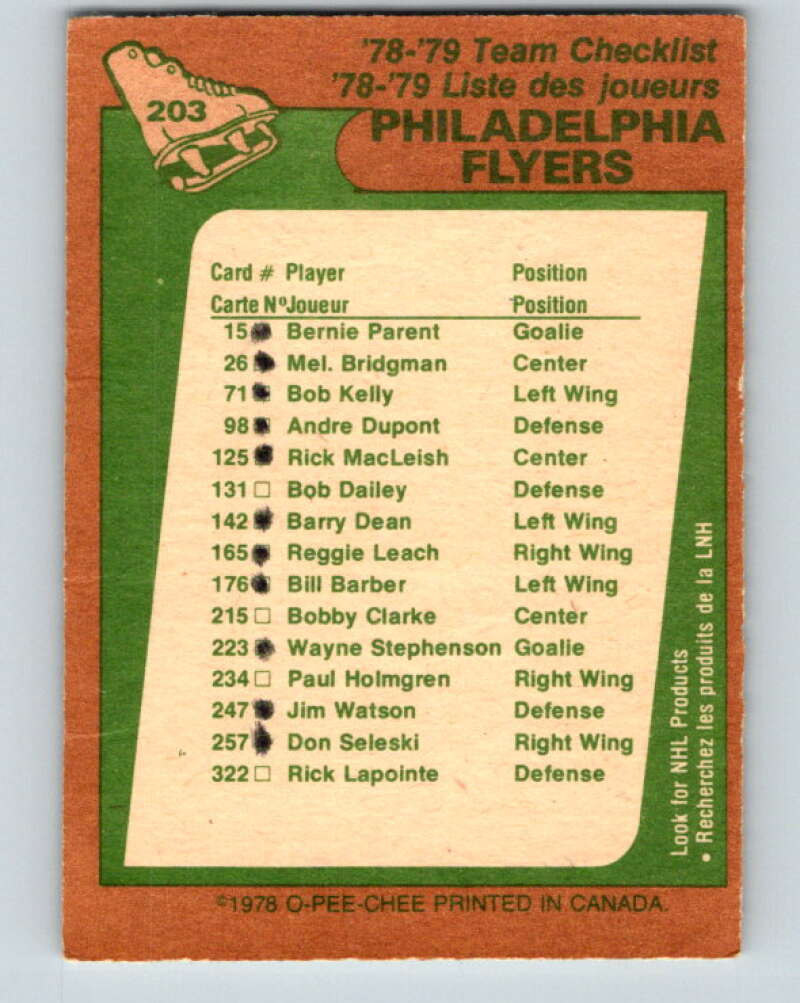 203
'78-'79 Team Checklist
'78-'79 Liste des joueurs
PHILADELPHIA
FLYERS
Card # Player Position
Carte Nº Joueur Position
15 Bernie Parent Goalie
26 Mel. Bridgman Center
71 Bob Kelly Left Wing
98 Andre Dupont Defense
125 Rick MacLeish Center
131 Bob Dailey Defense
142 Barry Dean Left Wing
165 Reggie Leach Right Wing
176 Bill Barber Left Wing
215 Bobby Clarke Center
223 Wayne Stephenson Goalie
234 Paul Holmgren Right Wing
247 Jim Watson Defense
257 Don Seleski Right Wing
322 Rick Lapointe Defense
Look for NHL Products
• Recherchez les produits de la LNH
©1978 O-PEE-CHEE PRINTED IN CANADA.